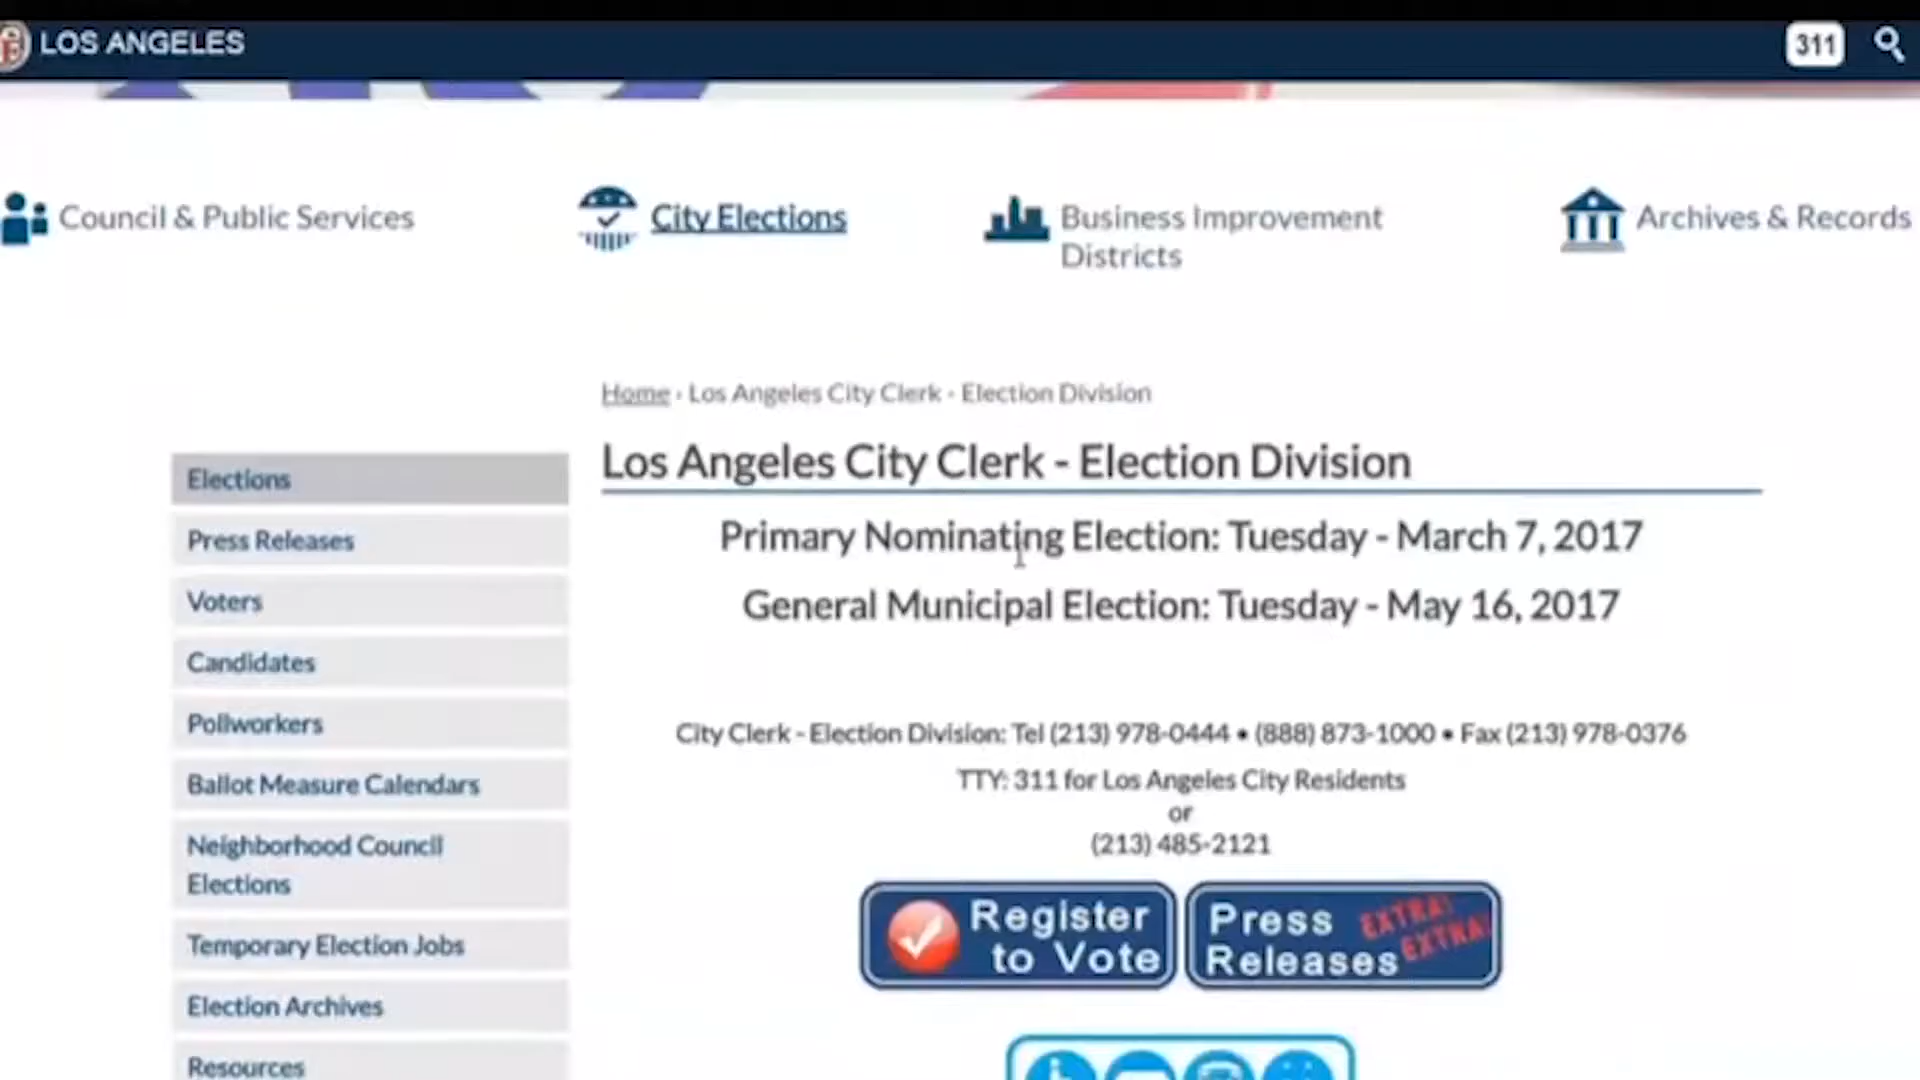 LOS ANGELES
311
Council & Public Services
City Elections
Business Improvement
Districts
Archives & Records
Home › Los Angeles City Clerk - Election Division
Los Angeles City Clerk - Election Division
Primary Nominating Election: Tuesday - March 7, 2017
General Municipal Election: Tuesday - May 16, 2017
City Clerk - Election Division: Tel (213) 978-0444 • (888) 873-1000 • Fax (213) 978-0376
TTY: 311 for Los Angeles City Residents
or
(213) 485-2121
Register
to Vote
Press
Releases
EXTRA!
EXTRA!
Elections
Press Releases
Voters
Candidates
Pollworkers
Ballot Measure Calendars
Neighborhood Council
Elections
Temporary Election Jobs
Election Archives
Resources